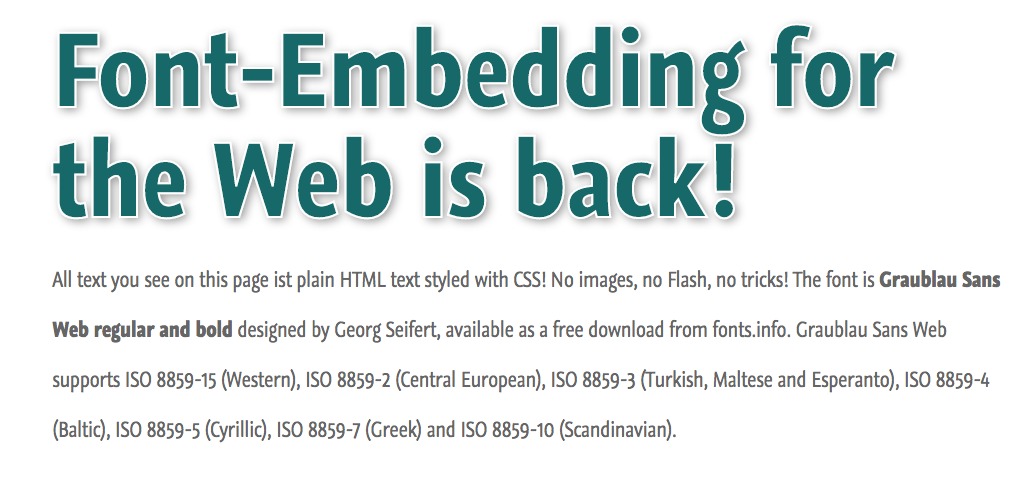 Font-Embedding for
the Web is back!
All text you see on this page ist plain HTML text styled with CSS! No images, no Flash, no tricks! The font is Graublau Sans
Web regular and bold designed by Georg Seifert, available as a free download from fonts.info. Graublau Sans Web
supports ISO 8859-15 (Western), ISO 8859-2 (Central European), ISO 8859-3 (Turkish, Maltese and Esperanto), ISO 8859-4
(Baltic), ISO 8859-5 (Cyrillic), ISO 8859-7 (Greek) and ISO 8859-10 (Scandinavian).